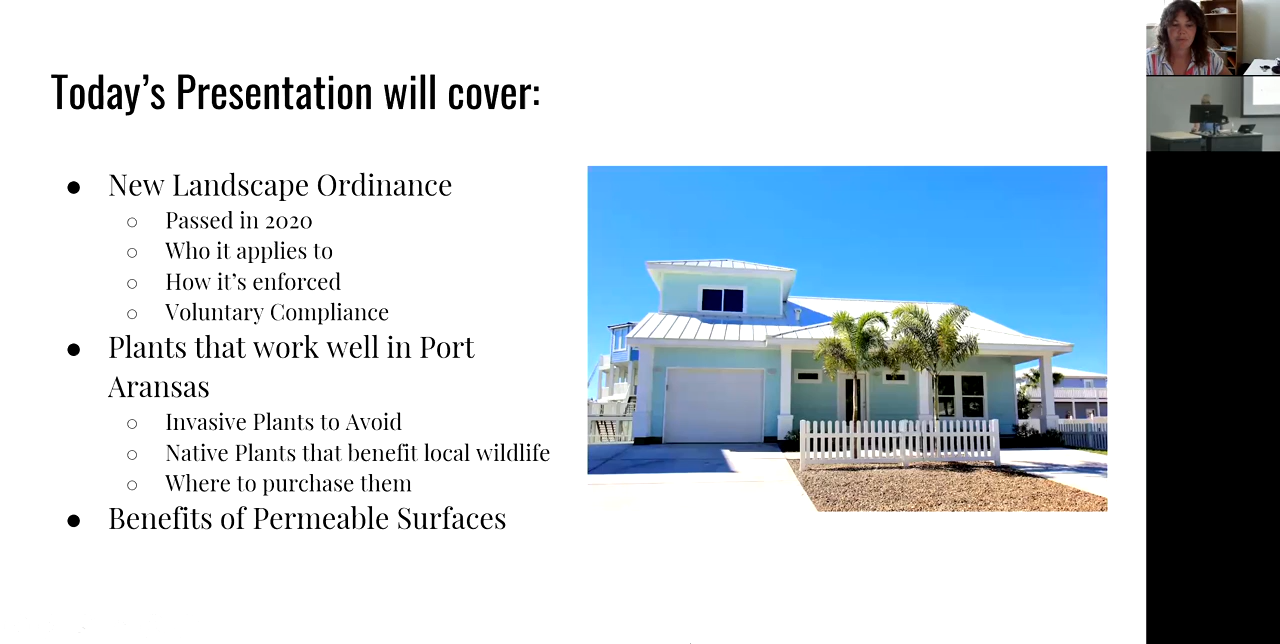 Today’s Presentation will cover:
● New Landscape Ordinance
○ Passed in 2020
○ Who it applies to
○ How it’s enforced
○ Voluntary Compliance
● Plants that work well in Port
Aransas
○ Invasive Plants to Avoid
○ Native Plants that benefit local wildlife
○ Where to purchase them
● Benefits of Permeable Surfaces